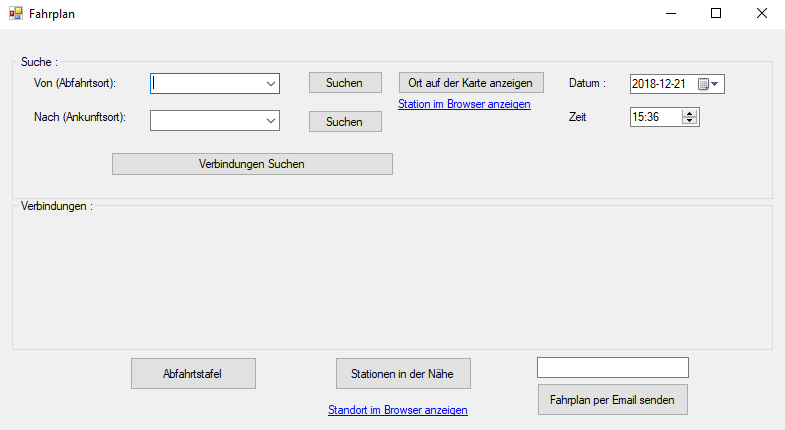 Fahrplan
Suche :
Von (Abfahrtsort):
Suchen
Ort auf der Karte anzeigen
Datum :
2018-12-21
Station im Browser anzeigen
Nach (Ankunftsort):
Suchen
Zeit
15:36
Verbindungen Suchen
Verbindungen :
Abfahrtstafel
Stationen in der Nähe
Fahrplan per Email senden
Standort im Browser anzeigen